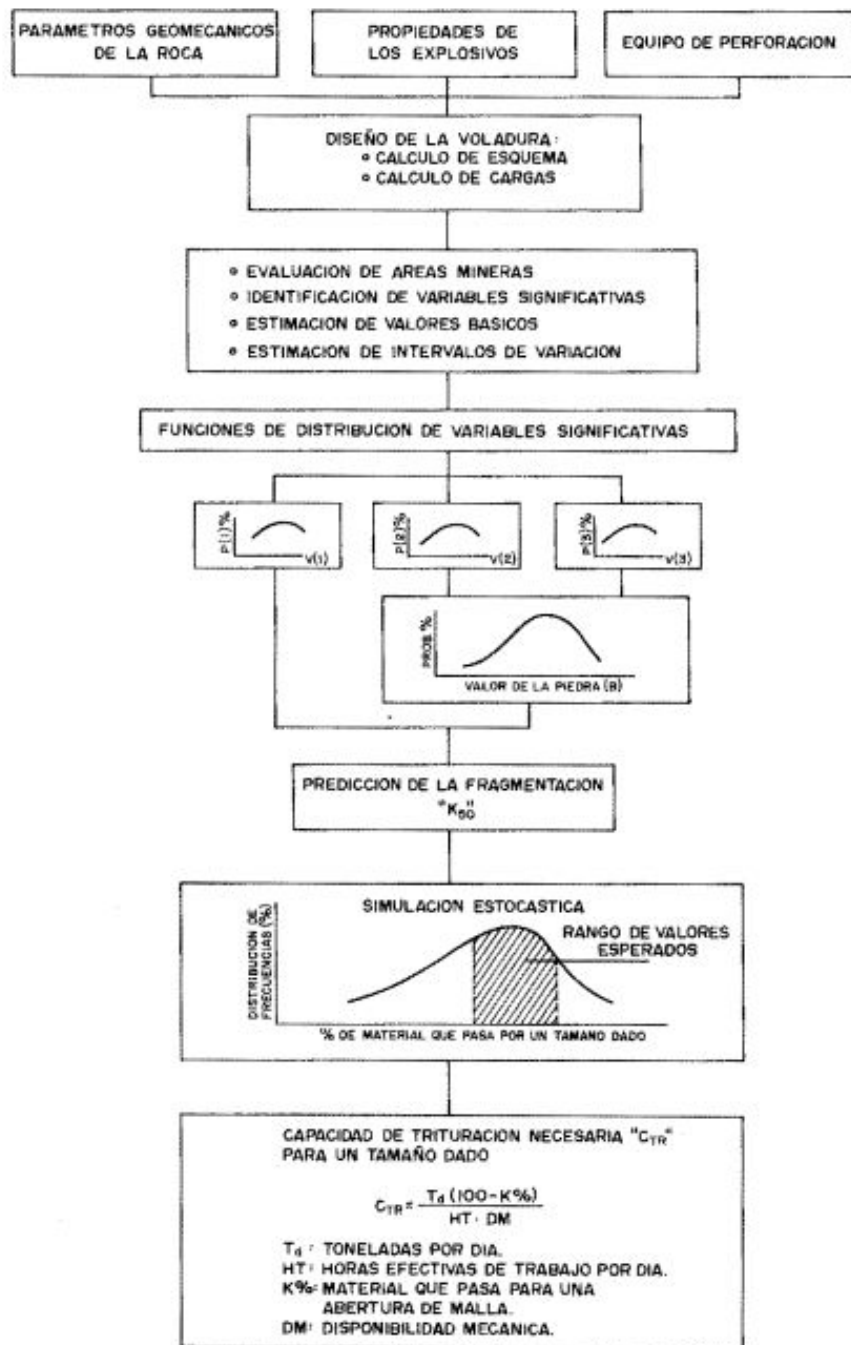 PARAMETROS GEOMECANICOS
DE LA ROCA
PROPIEDADES DE
LOS EXPLOSIVOS
EQUIPO DE PERFORACION
DISEÑO DE LA VOLADURA:
° CALCULO DE ESQUEMA
° CALCULO DE CARGAS
° EVALUACION DE AREAS MINERAS
° IDENTIFICACION DE VARIABLES SIGNIFICATIVAS
° ESTIMACION DE VALORES BASICOS
° ESTIMACION DE INTERVALOS DE VARIACION
FUNCIONES DE DISTRIBUCION DE VARIABLES SIGNIFICATIVAS
P(1)%
V(1)
P(2)%
V(2)
P(3)%
V(3)
PROB. %
VALOR DE LA PIEDRA (B)
PREDICCION DE LA FRAGMENTACION
"K50"
SIMULACION ESTOCASTICA
DISTRIBUCION DE
FRECUENCIAS (%)
RANGO DE VALORES
ESPERADOS
% DE MATERIAL QUE PASA POR UN TAMAÑO DADO
CAPACIDAD DE TRITURACION NECESARIA "CTR"
PARA UN TAMAÑO DADO
CTR = Td (100-K%)
HT · DM
Td : TONELADAS POR DIA.
HT: HORAS EFECTIVAS DE TRABAJO POR DIA.
K%= MATERIAL QUE PASA PARA UNA
ABERTURA DE MALLA.
DM: DISPONIBILIDAD MECANICA.